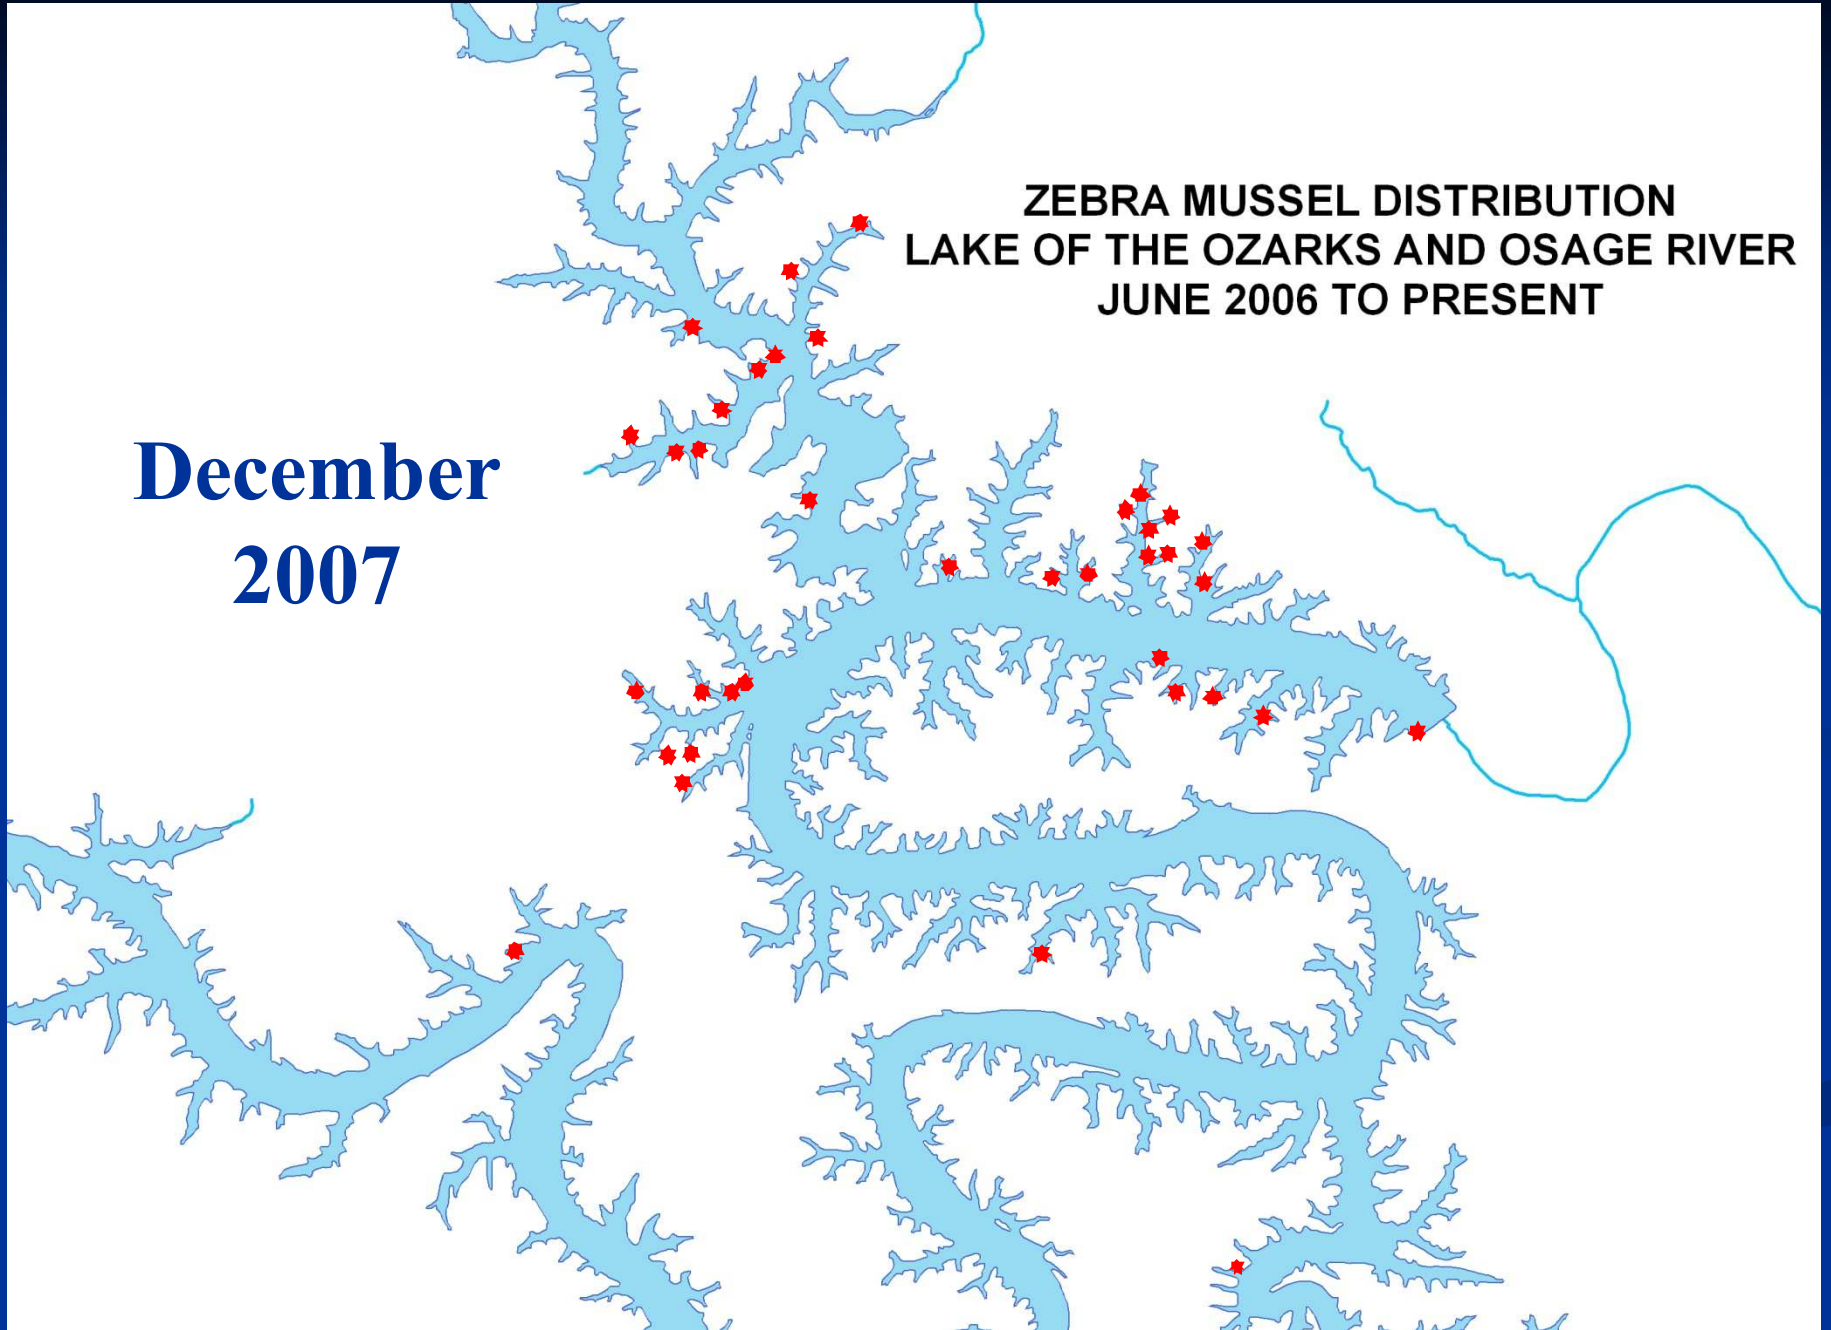 ZEBRA MUSSEL DISTRIBUTION
LAKE OF THE OZARKS AND OSAGE RIVER
JUNE 2006 TO PRESENT
December
2007